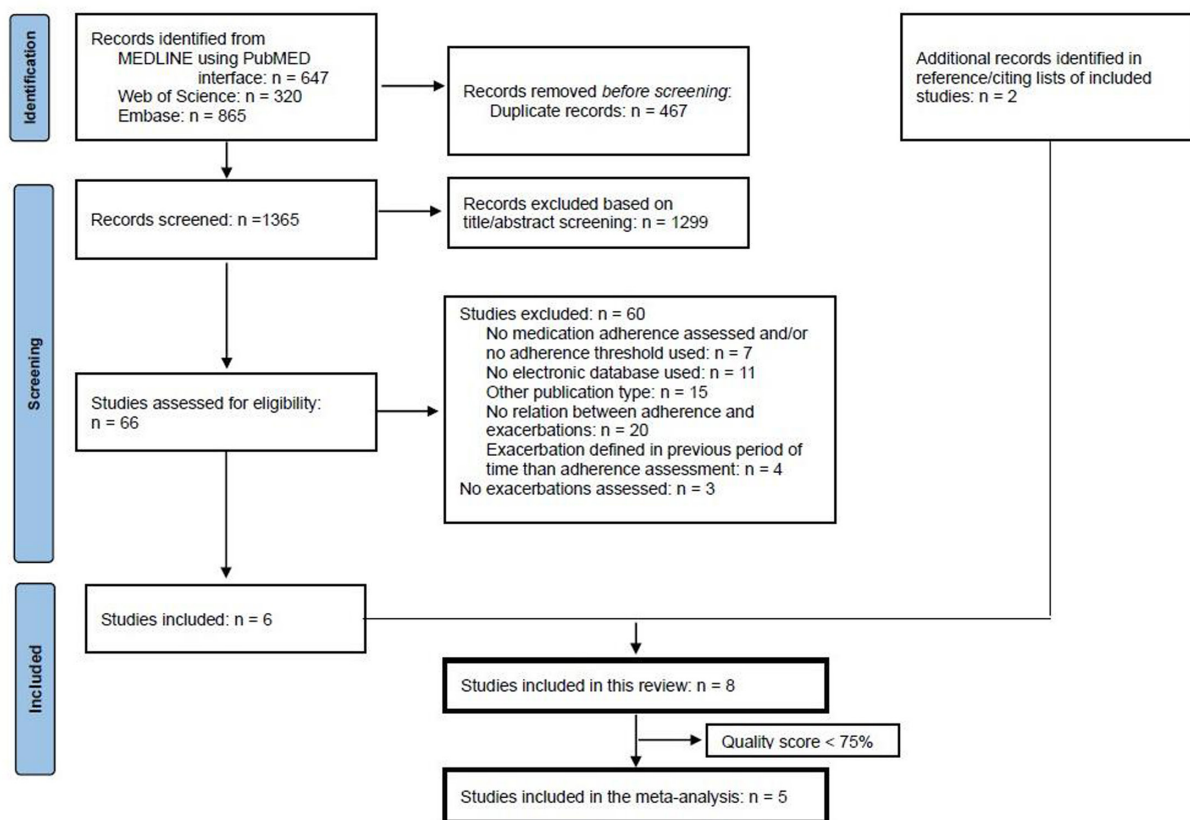 Identification
Records identified from
MEDLINE using PubMED
interface: n = 647
Web of Science: n = 320
Embase: n = 865
Records removed before screening:
Duplicate records: n = 467
Additional records identified in
reference/citing lists of included
studies: n = 2
Screening
Records screened: n =1365
Records excluded based on
title/abstract screening: n = 1299
Studies assessed for eligibility:
n = 66
Studies excluded: n = 60
No medication adherence assessed and/or
no adherence threshold used: n = 7
No electronic database used: n = 11
Other publication type: n = 15
No relation between adherence and
exacerbations: n = 20
Exacerbation defined in previous period of
time than adherence assessment: n = 4
No exacerbations assessed: n = 3
Included
Studies included: n = 6
Studies included in this review: n = 8
Quality score < 75%
Studies included in the meta-analysis: n = 5